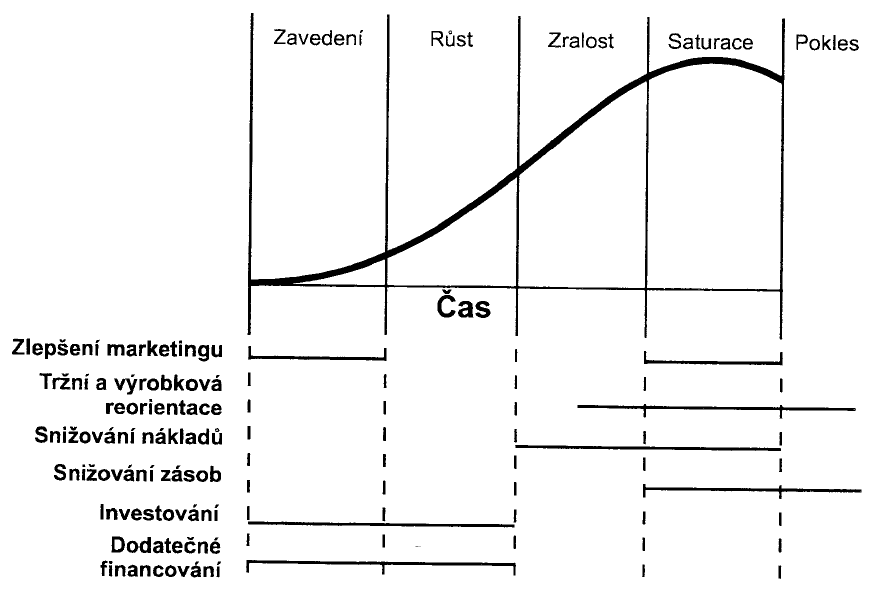 Zavedení
Růst
Zralost
Saturace
Pokles
Čas
Zlepšení marketingu
Tržní a výrobková
reorientace
Snižování nákladů
Snižování zásob
Investování
Dodatečné
financování